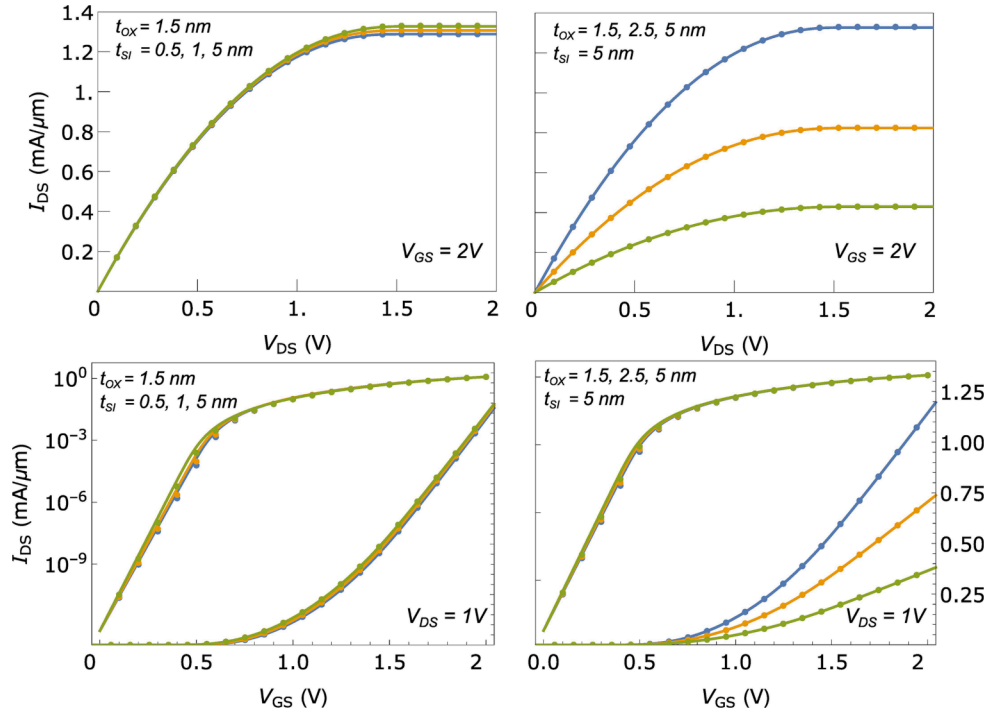 1.4
1.2
1.
0.8
0.6
0.4
0.2
I_DS (mA/μm)
t_OX = 1.5 nm
t_SI = 0.5, 1, 5 nm
V_GS = 2V
0 0.5 1. 1.5 2
V_DS (V)
t_OX = 1.5, 2.5, 5 nm
t_SI = 5 nm
V_GS = 2V
0 0.5 1. 1.5 2
V_DS (V)
10^0
10^-3
10^-6
10^-9
I_DS (mA/μm)
t_OX = 1.5 nm
t_SI = 0.5, 1, 5 nm
V_DS = 1V
0 0.5 1.0 1.5 2
V_GS (V)
t_OX = 1.5, 2.5, 5 nm
t_SI = 5 nm
V_DS = 1V
1.25
1.00
0.75
0.50
0.25
0.0 0.5 1.0 1.5 2
V_GS (V)